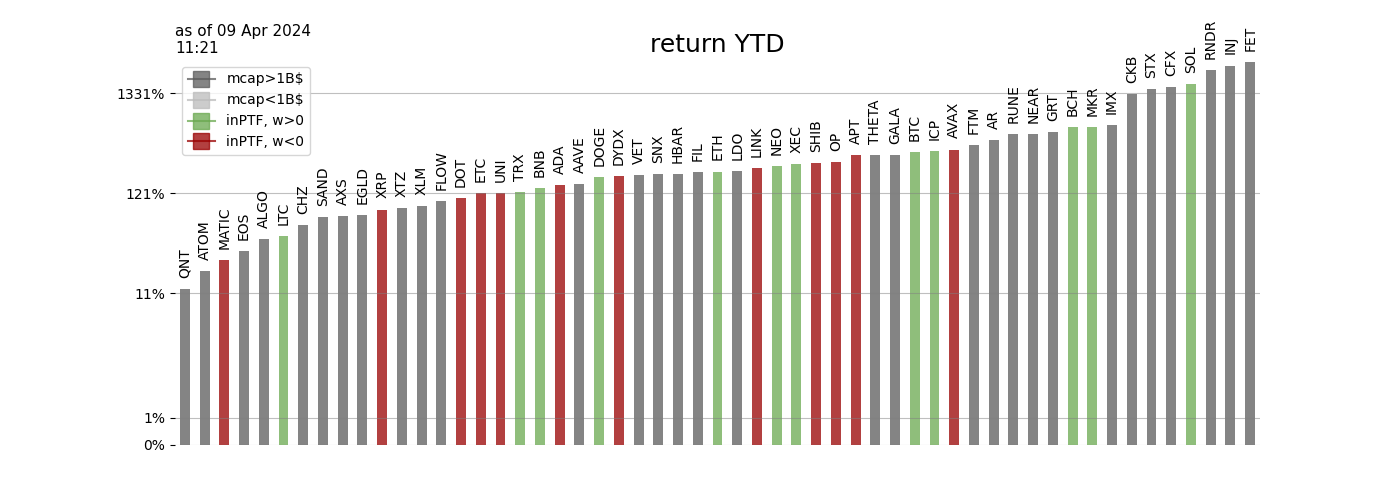 as of 09 Apr 2024
11:21
return YTD
mcap>1B$
mcap<1B$
inPTF, w>0
inPTF, w<0
1331%
121%
11%
1%
0%
QNT
ATOM
MATIC
EOS
ALGO
LTC
CHZ
SAND
AXS
EGLD
XRP
XTZ
XLM
FLOW
DOT
ETC
UNI
TRX
BNB
ADA
AAVE
DOGE
DYDX
VET
SNX
HBAR
FIL
ETH
LDO
LINK
NEO
XEC
SHIB
OP
APT
THETA
GALA
BTC
ICP
AVAX
FTM
AR
RUNE
NEAR
GRT
BCH
MKR
IMX
CKB
STX
CFX
SOL
RNDR
INJ
FET